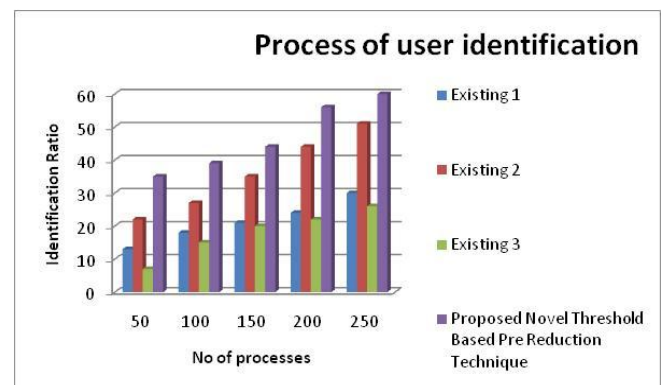 Process of user identification
Identification Ratio
60
50
40
30
20
10
0
50 100 150 200 250
No of processes
Existing 1
Existing 2
Existing 3
Proposed Novel Threshold
Based Pre Reduction
Technique